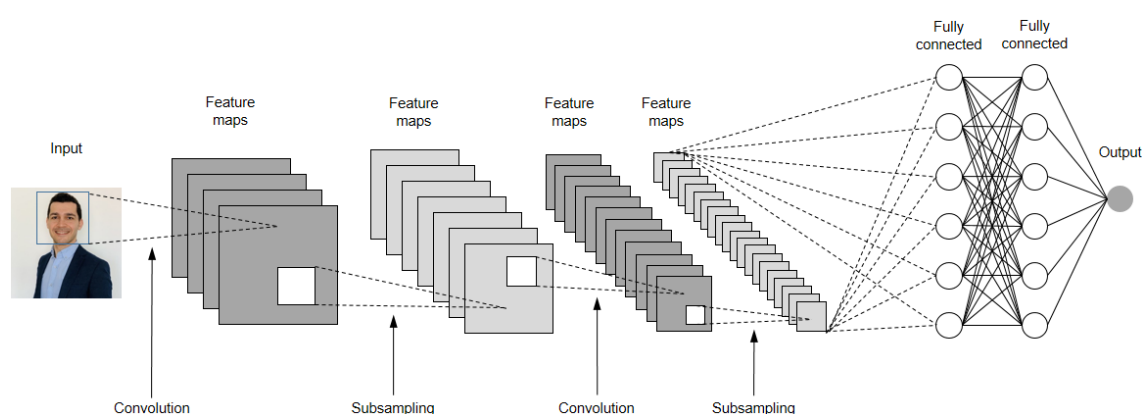 Input
Feature
maps
Feature
maps
Feature
maps
Feature
maps
Fully
connected
Fully
connected
Output
Convolution
Subsampling
Convolution
Subsampling